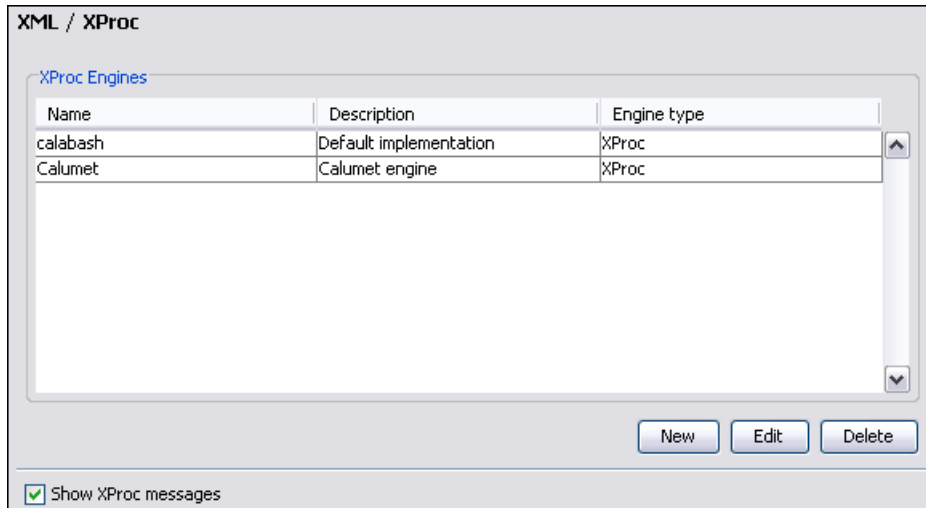 XML / XProc
XProc Engines
Name Description Engine type
calabash Default implementation XProc
Calumet Calumet engine XProc
New Edit Delete
Show XProc messages